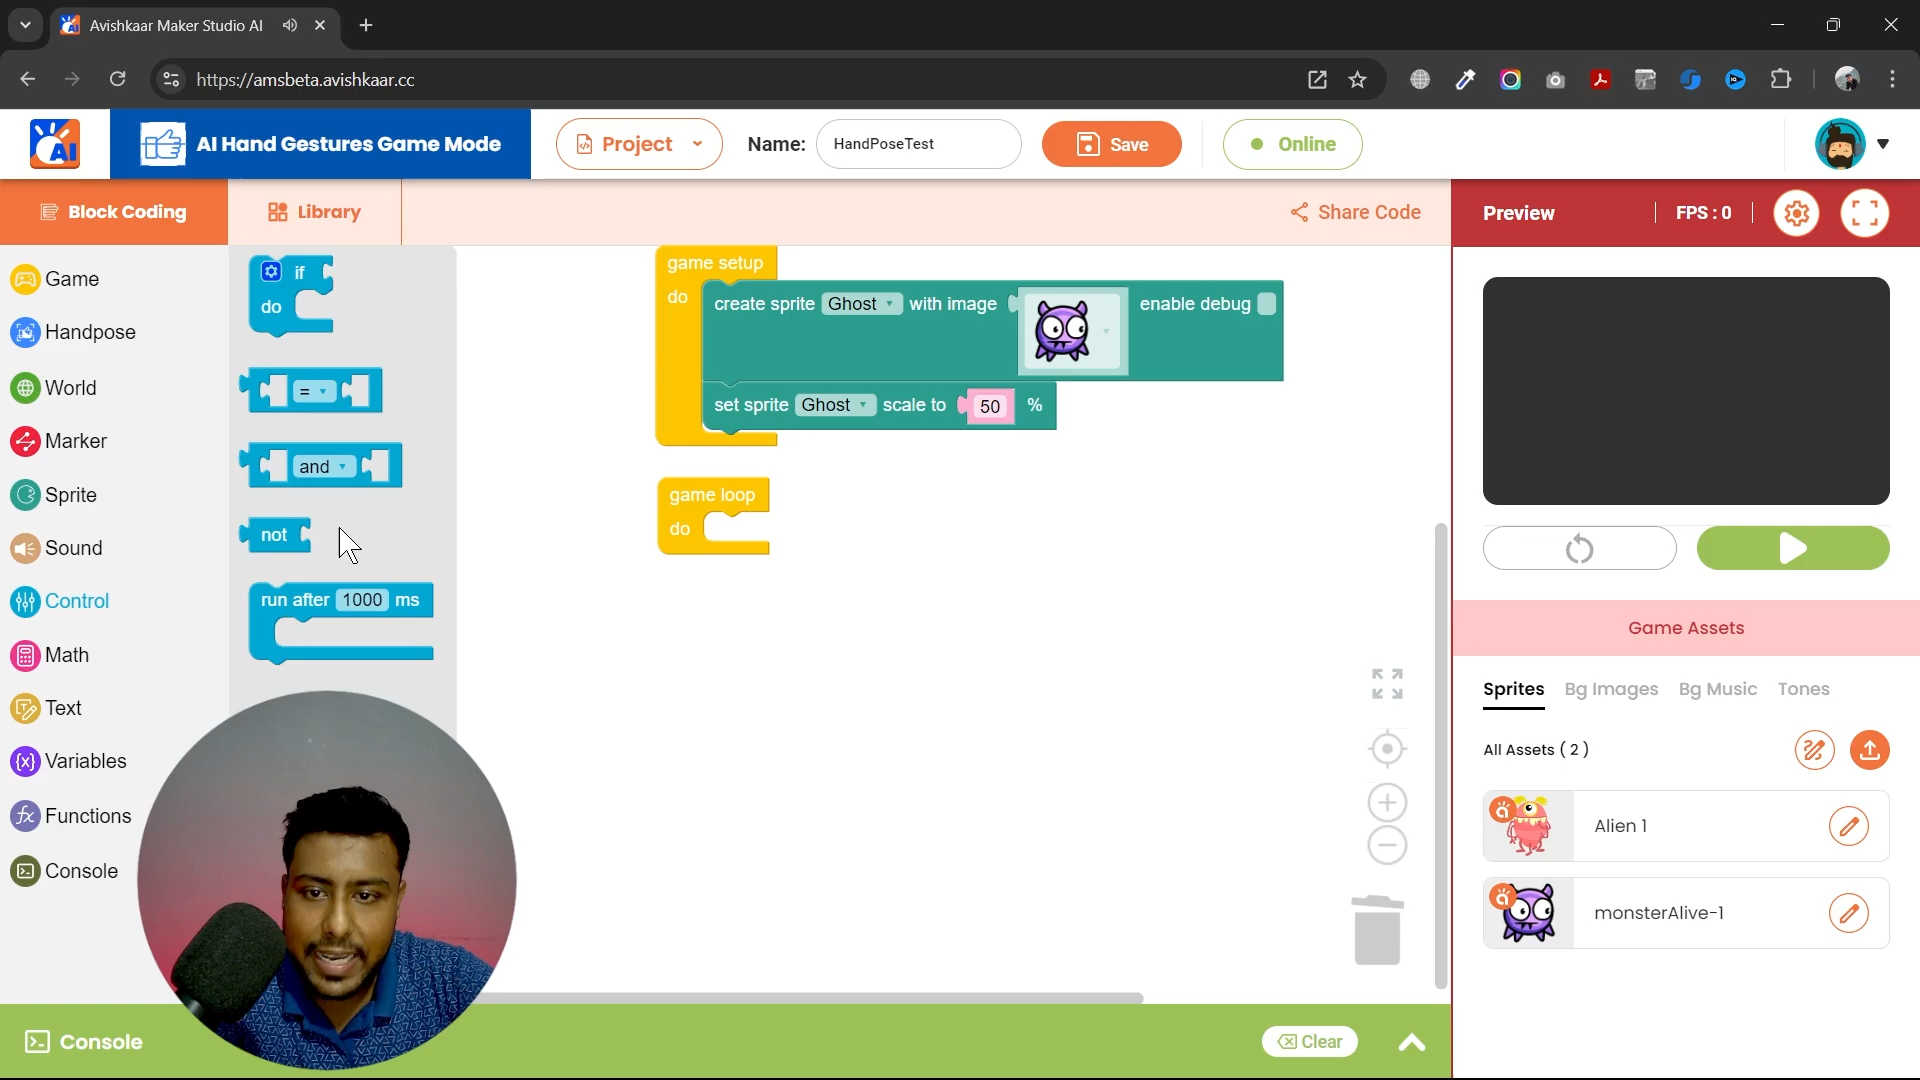 Avishkaar Maker Studio AI
https://amsbeta.avishkaar.cc
AI
AI Hand Gestures Game Mode
Project
Name:
HandPoseTest
Save
Online
Block Coding
Library
Share Code
Preview
FPS : 0
Game
Handpose
World
Marker
Sprite
Sound
Control
Math
Text
Variables
Functions
Console
if
do
=
and
not
run after 1000 ms
game setup
do
create sprite Ghost with image
enable debug
set sprite Ghost scale to 50 %
game loop
do
Game Assets
Sprites
Bg Images
Bg Music
Tones
All Assets ( 2 )
Alien 1
monsterAlive-1
Console
Clear